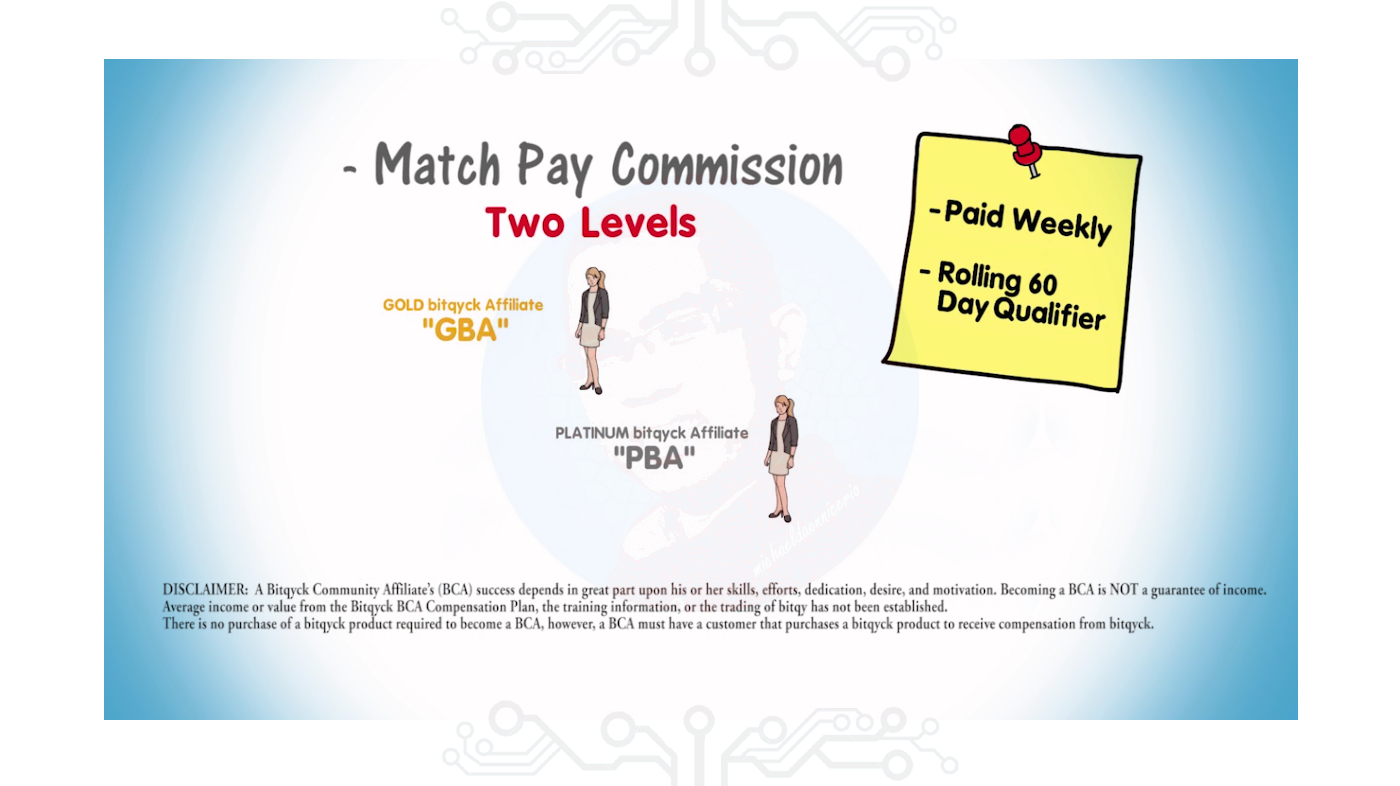 - Match Pay Commission
Two Levels
GOLD bitqyck Affiliate
"GBA"
PLATINUM bitqyck Affiliate
"PBA"
-Paid Weekly
- Rolling 60
Day Qualifier
DISCLAIMER: A Bitqyck Community Affiliate's (BCA) success depends in great part upon his or her skills, efforts, dedication, desire, and motivation. Becoming a BCA is NOT a guarantee of income.
Average income or value from the Bitqyck BCA Compensation Plan, the training information, or the trading of bitqy has not been established.
There is no purchase of a bitqyck product required to become a BCA, however, a BCA must have a customer that purchases a bitqyck product to receive compensation from bitqyck.